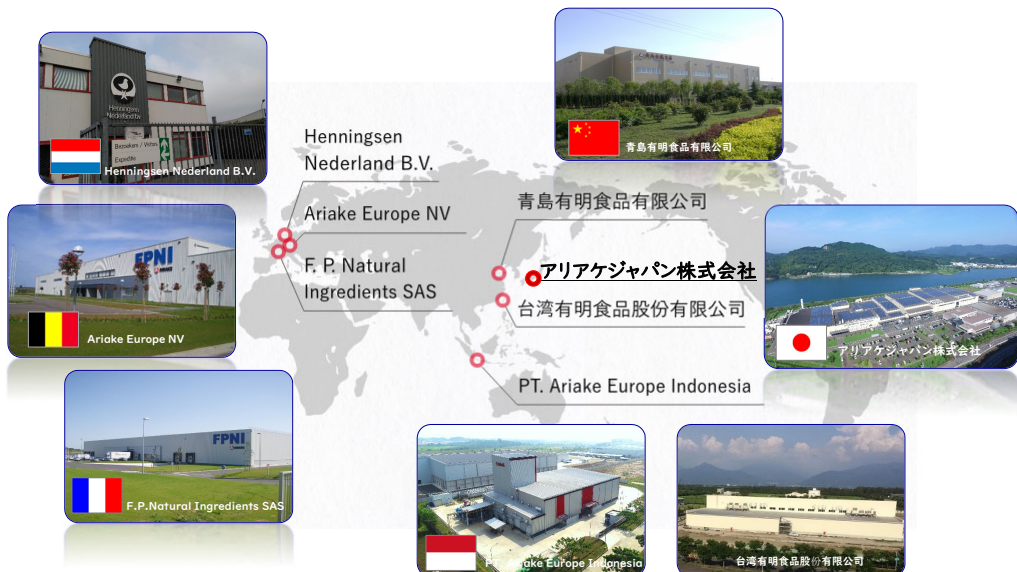 Henningsen
Nederland bv
Bezoekers / Visitors
Expeditie
Henningsen Nederland B.V.
青島有明食品有限公司
Henningsen
Nederland B.V.
Ariake Europe NV
F. P. Natural
Ingredients SAS
青島有明食品有限公司
アリアケジャパン株式会社
台湾有明食品股份有限公司
PT. Ariake Europe Indonesia
FPNI
Ariake Europe NV
アリアケジャパン株式会社
FPNI
F.P.Natural Ingredients SAS
PT. Ariake Europe Indonesia
台湾有明食品股份有限公司